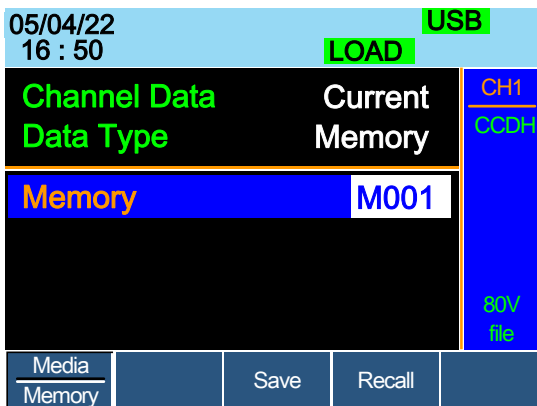 05/04/22 USB
16 : 50 LOAD
Channel Data Current
Data Type Memory
CH1
CCDH
Memory M001
80V
file
Media
Memory
Save
Recall